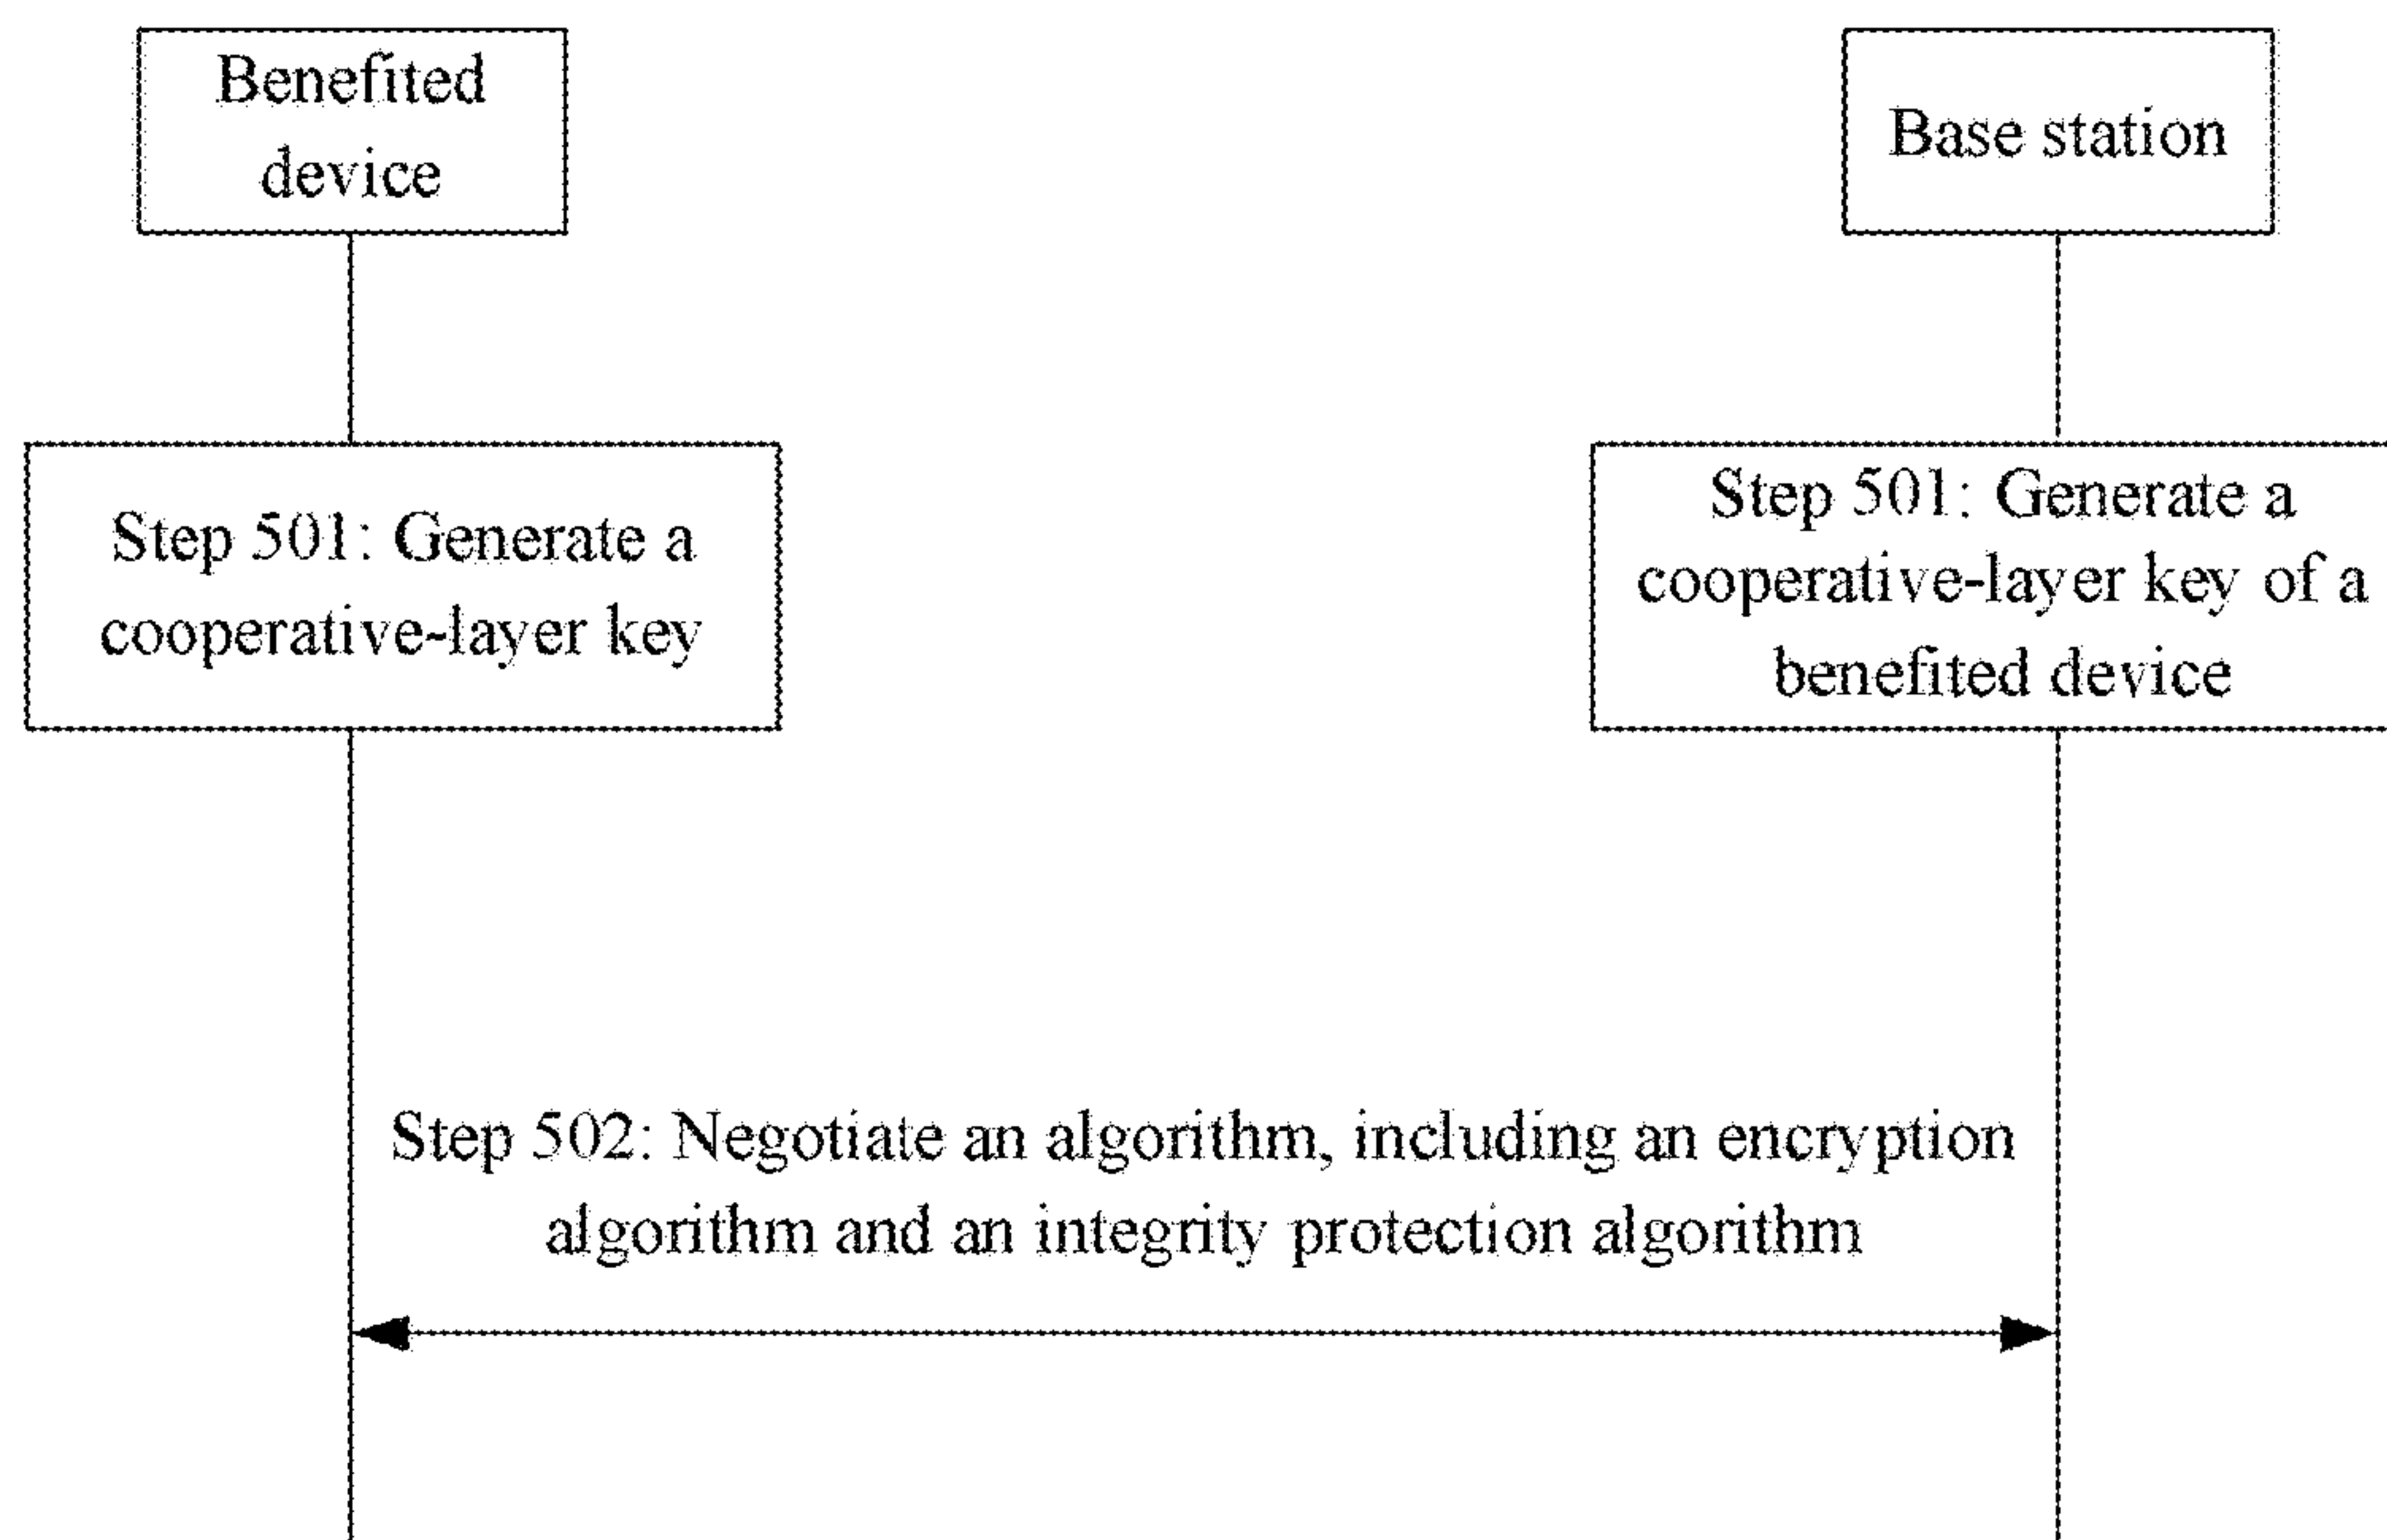 Benefited
device
Base station
Step 501: Generate a
cooperative-layer key
Step 501: Generate a
cooperative-layer key of a
benefited device
Step 502: Negotiate an algorithm, including an encryption
algorithm and an integrity protection algorithm